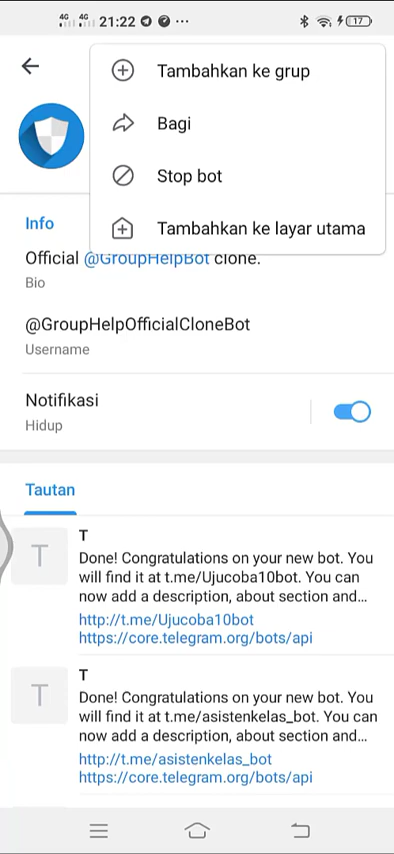 4G 4G 21:22 17
Tambahkan ke grup
Bagi
Stop bot
Tambahkan ke layar utama
Info
Official @GroupHelpBot clone.
Bio
@GroupHelpOfficialCloneBot
Username
Notifikasi
Hidup
Tautan
T
T
Done! Congratulations on your new bot. You
will find it at t.me/Ujucoba10bot. You can
now add a description, about section and...
http://t.me/Ujucoba10bot
https://core.telegram.org/bots/api
T
T
Done! Congratulations on your new bot. You
will find it at t.me/asistenkelas_bot. You can
now add a description, about section and...
http://t.me/asistenkelas_bot
https://core.telegram.org/bots/api